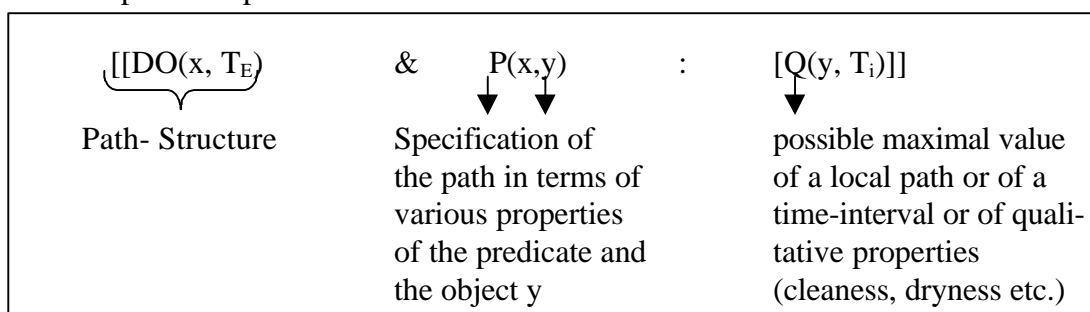 [[DO(x, T_E) & P(x,y) : [Q(y, T_i)]]
Path- Structure Specification of possible maximal value
the path in terms of of a local path or of a
various properties time-interval or of quali-
of the predicate and tative properties
the object y (cleaness, dryness etc.)